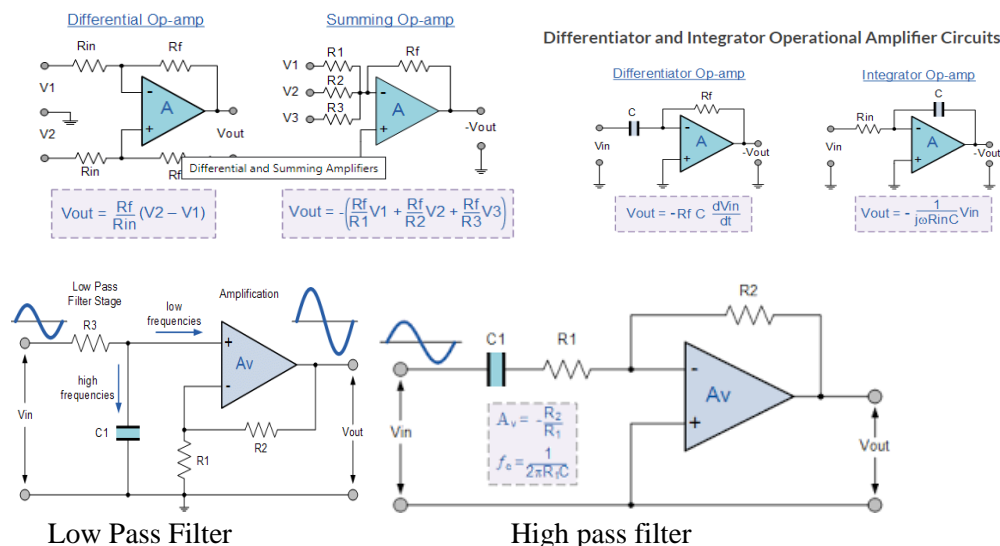 Differential Op-amp
Rin
Rf
V1
A
V2
Vout
Rin
Rf
Summing Op-amp
V1
R1
Rf
V2
R2
V3
R3
A
-Vout
Differential and Summing Amplifiers
Vout = Rf/Rin (V2 – V1)
Vout = -(Rf/R1 V1 + Rf/R2 V2 + Rf/R3 V3)
Differentiator and Integrator Operational Amplifier Circuits
Differentiator Op-amp
Rf
C
Vin
A
-Vout
Vout = -Rf C dVin/dt
Integrator Op-amp
C
Rin
Vin
A
-Vout
Vout = - 1/jωRinC Vin
Low Pass
Filter Stage
Amplification
R3
low
frequencies
+
Av
-
high
frequencies
Vin
C1
R2
R1
Vout
Low Pass Filter
R2
C1
R1
-
Av
+
Vin
Av = - R2/R1
Vout
High pass filter